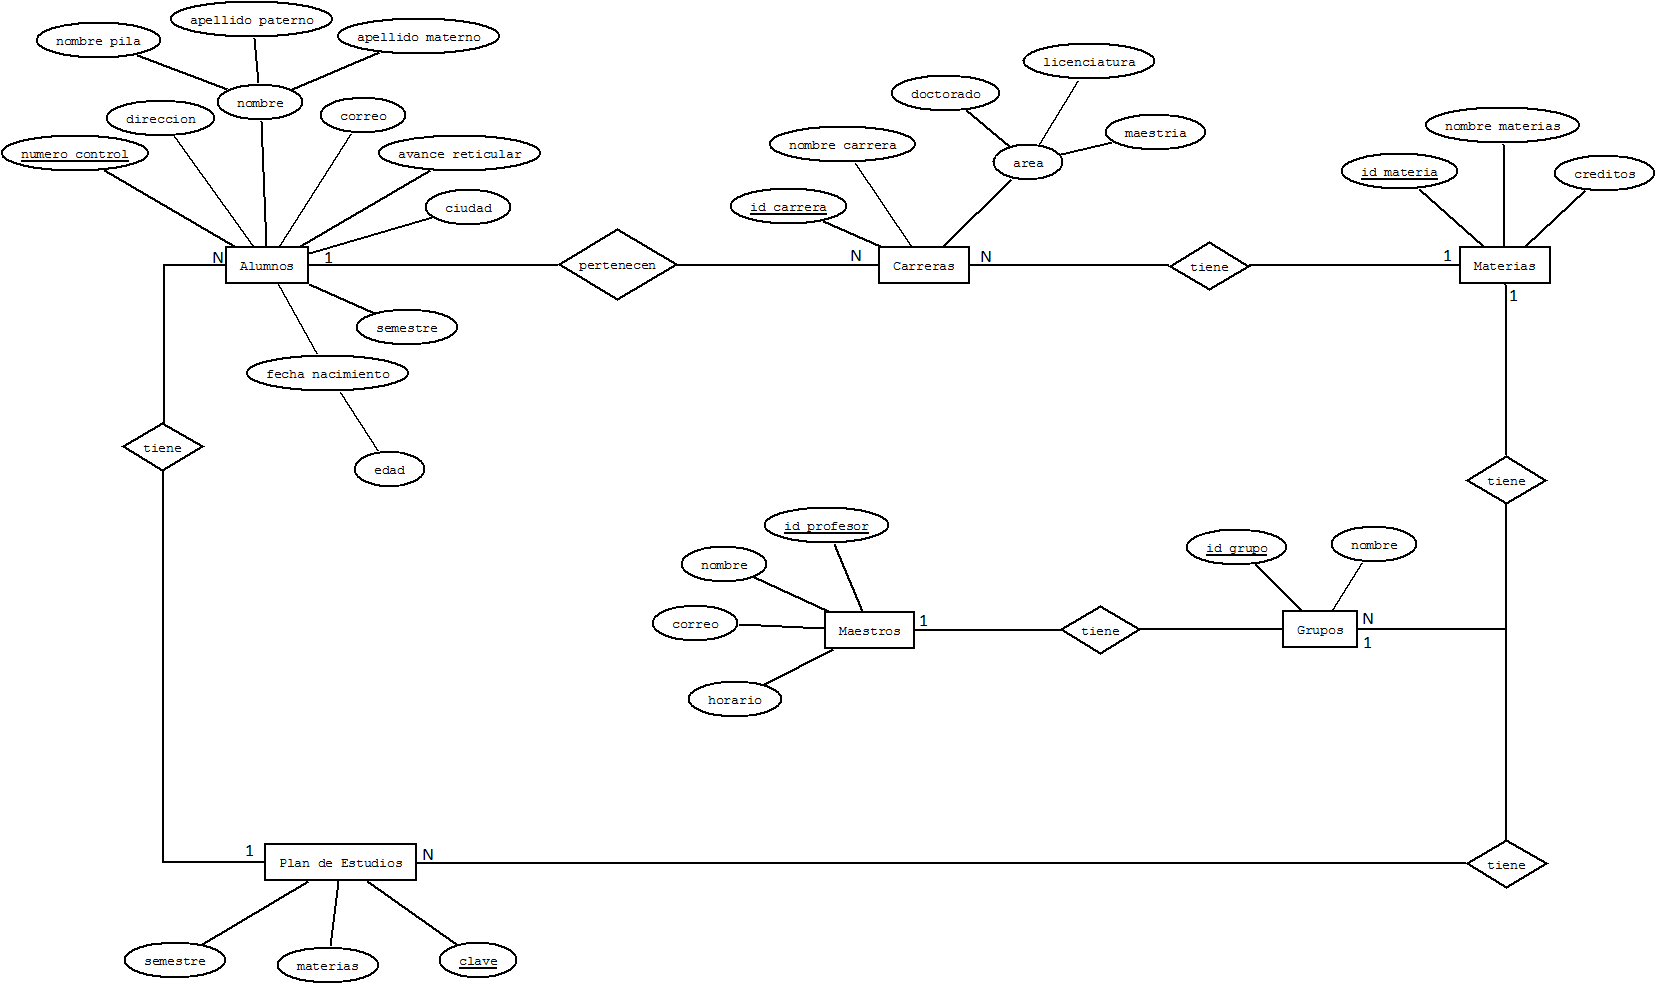 apellido paterno
nombre pila
apellido materno
nombre
direccion
correo
numero control
avance reticular
ciudad
licenciatura
doctorado
maestria
nombre carrera
area
id carrera
nombre materias
id materia
creditos
N
Alumnos
1
pertenecen
N
Carreras
N
tiene
1
Materias
1
semestre
fecha nacimiento
edad
tiene
tiene
id profesor
nombre
correo
Maestros
1
horario
tiene
id grupo
nombre
Grupos
N
1
1
Plan de Estudios
N
tiene
semestre
materias
clave